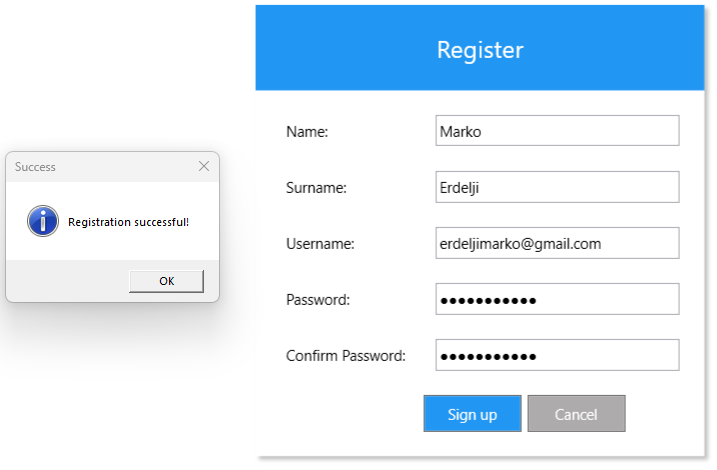 Success
Registration successful!
OK
Register
Name: Marko
Surname: Erdelji
Username: erdeljimarko@gmail.com
Password: ●●●●●●●●●●●
Confirm Password: ●●●●●●●●●●●
Sign up Cancel